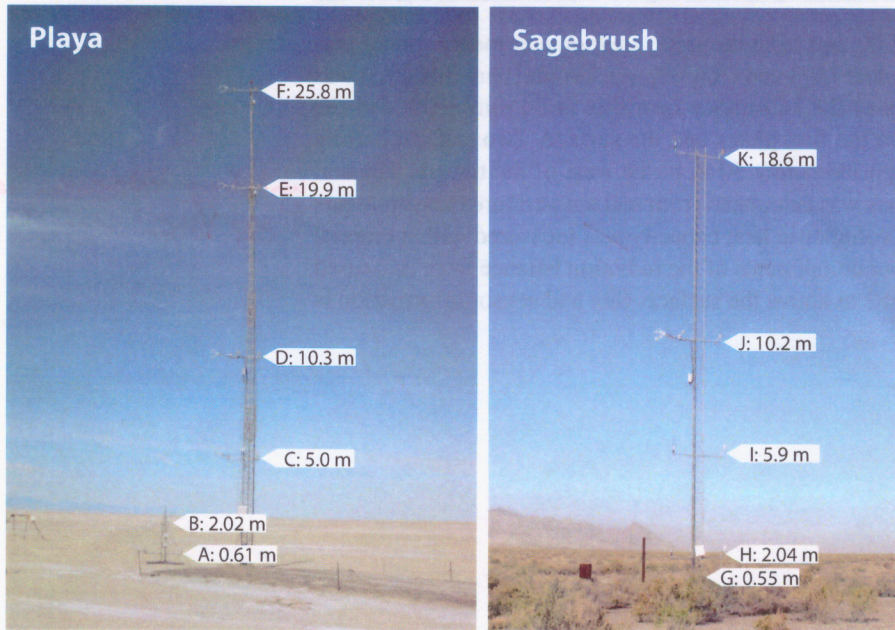 Playa
F: 25.8 m
E: 19.9 m
D: 10.3 m
C: 5.0 m
B: 2.02 m
A: 0.61 m
Sagebrush
K: 18.6 m
J: 10.2 m
I: 5.9 m
H: 2.04 m
G: 0.55 m